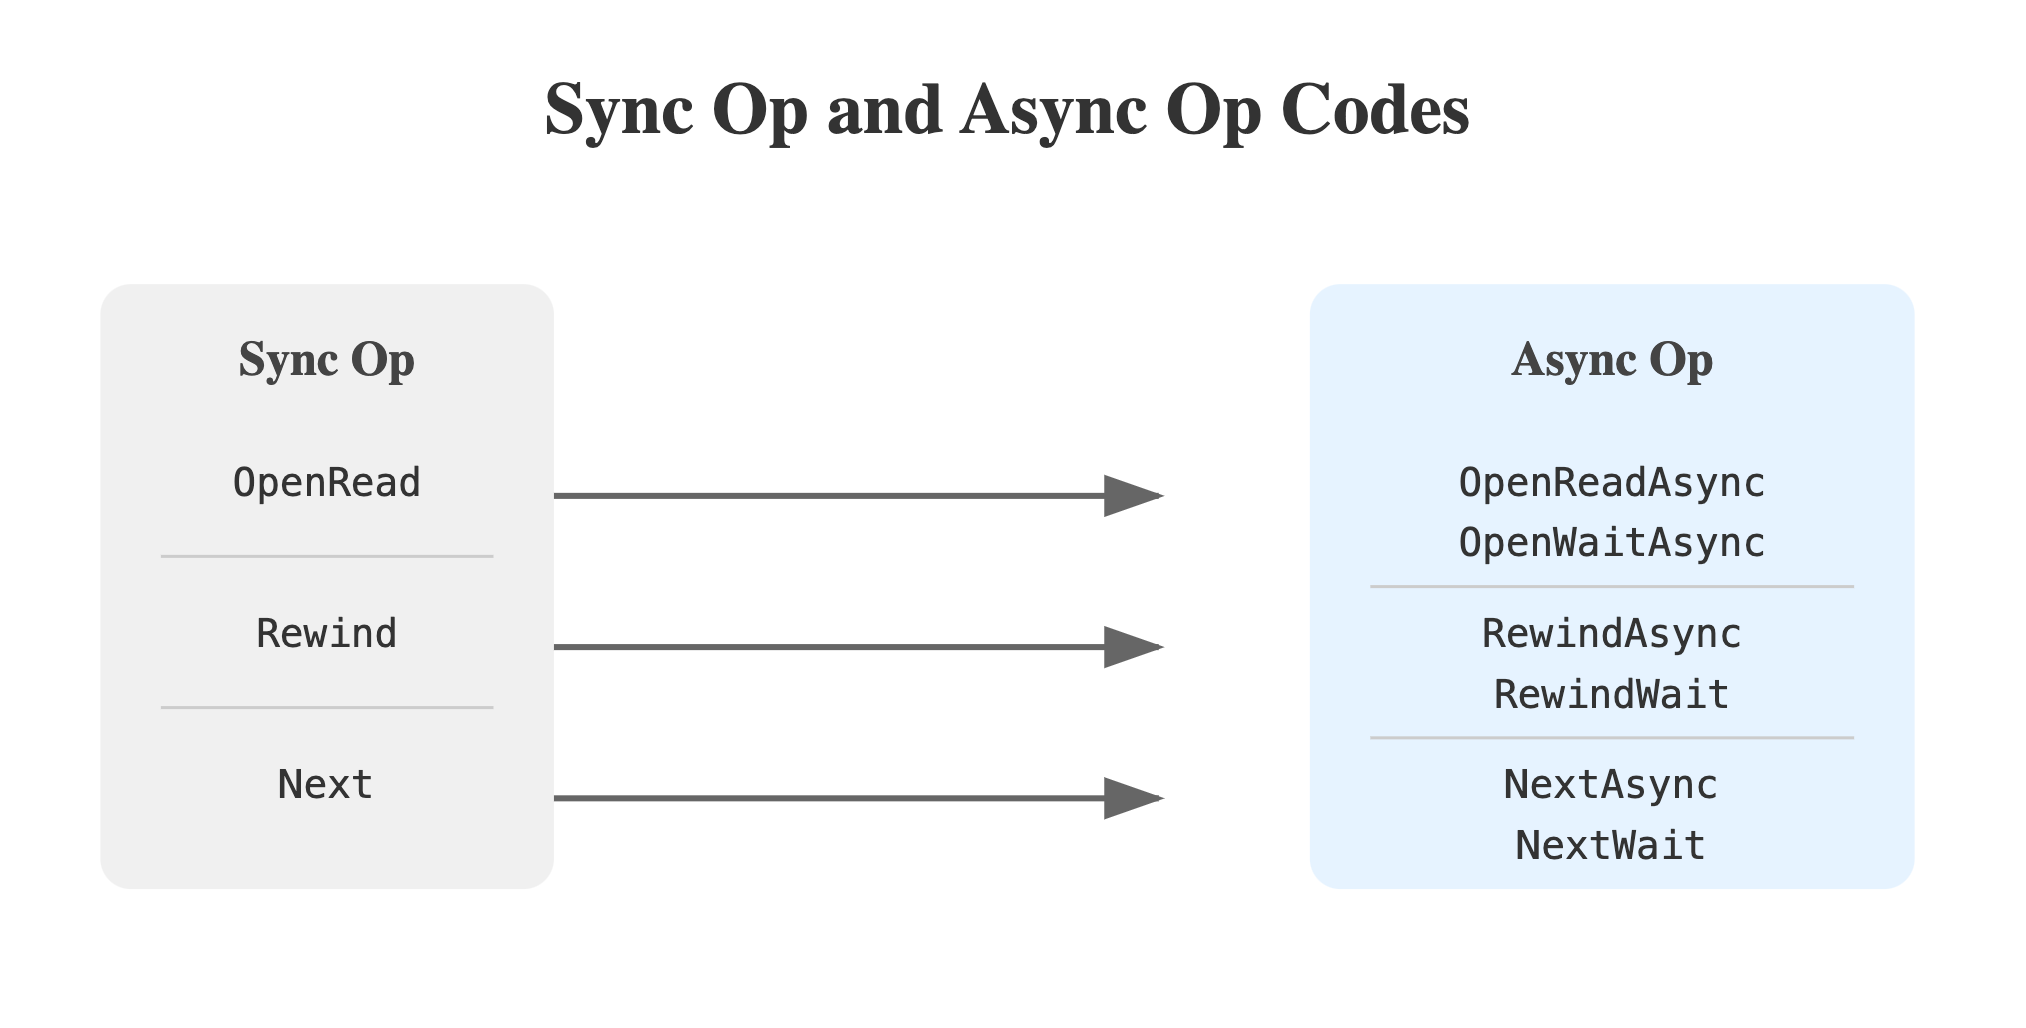 Sync Op and Async Op Codes
Sync Op
OpenRead
Rewind
Next
Async Op
OpenReadAsync
OpenWaitAsync
RewindAsync
RewindWait
NextAsync
NextWait